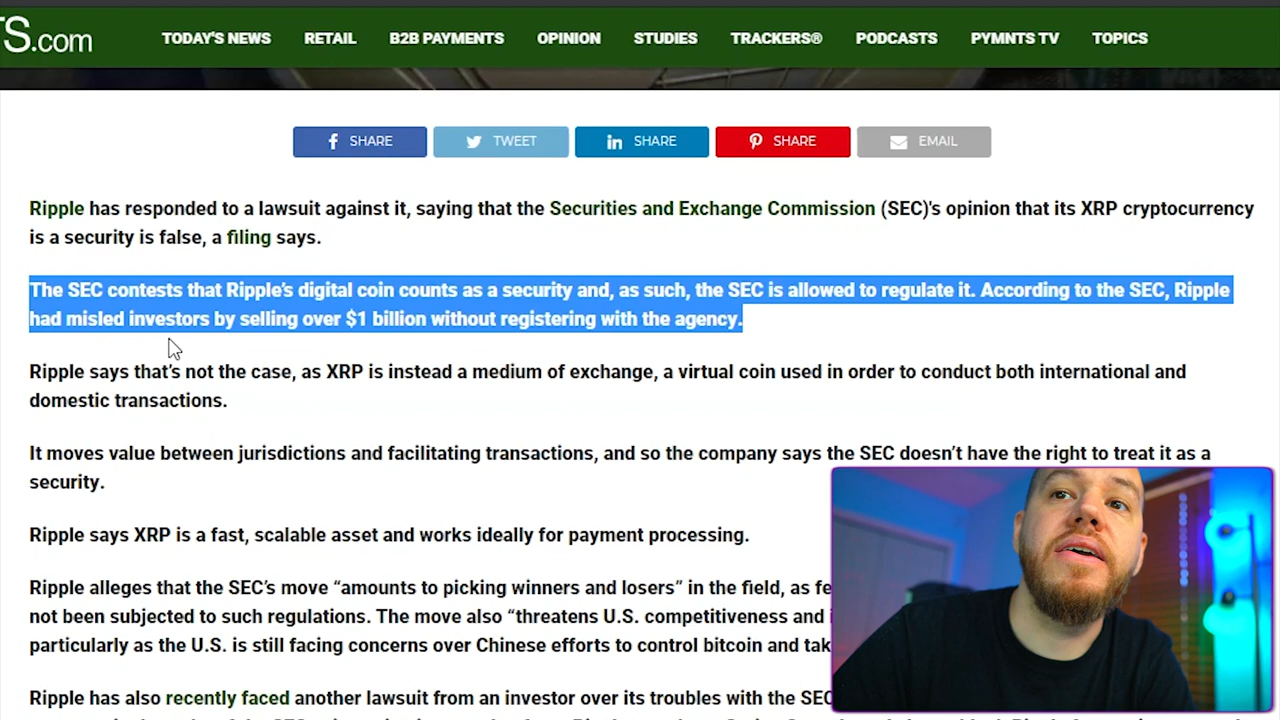 TS.com
TODAY'S NEWS RETAIL B2B PAYMENTS OPINION STUDIES TRACKERS® PODCASTS PYMNTS TV TOPICS
SHARE TWEET SHARE SHARE EMAIL
Ripple has responded to a lawsuit against it, saying that the Securities and Exchange Commission (SEC)'s opinion that its XRP cryptocurrency
is a security is false, a filing says.
The SEC contests that Ripple’s digital coin counts as a security and, as such, the SEC is allowed to regulate it. According to the SEC, Ripple
had misled investors by selling over $1 billion without registering with the agency.
Ripple says that’s not the case, as XRP is instead a medium of exchange, a virtual coin used in order to conduct both international and
domestic transactions.
It moves value between jurisdictions and facilitating transactions, and so the company says the SEC doesn’t have the right to treat it as a
security.
Ripple says XRP is a fast, scalable asset and works ideally for payment processing.
Ripple alleges that the SEC’s move “amounts to picking winners and losers” in the field, as fe
not been subjected to such regulations. The move also “threatens U.S. competitiveness and i
particularly as the U.S. is still facing concerns over Chinese efforts to control bitcoin and tak
Ripple has also recently faced another lawsuit from an investor over its troubles with the SEC